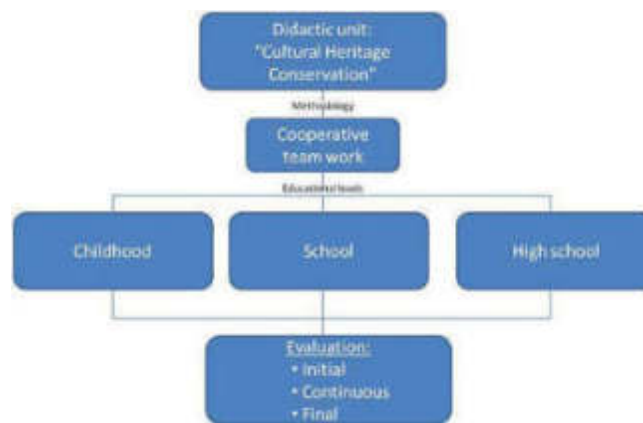 Didactic unit:
"Cultural Heritage
Conservation"
Methodology
Cooperative
team work
Educational levels
Childhood
School
High school
Evaluation:
• Initial
• Continuous
• Final